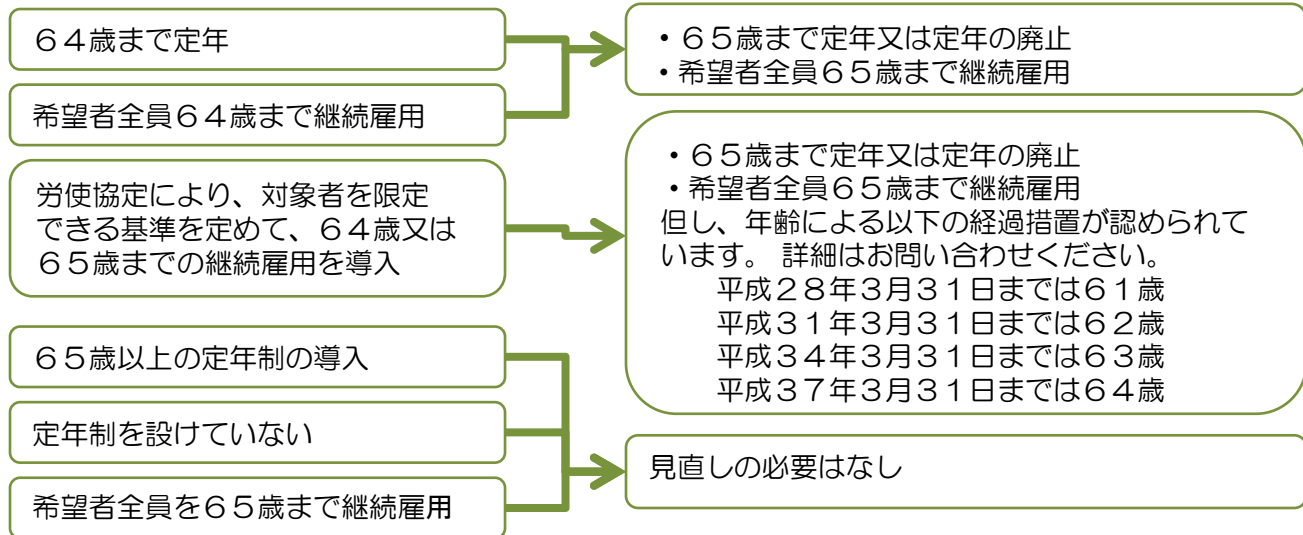 ６４歳まで定年
希望者全員６４歳まで継続雇用
・６５歳まで定年又は定年の廃止
・希望者全員６５歳まで継続雇用
労使協定により、対象者を限定
できる基準を定めて、６４歳又は
６５歳までの継続雇用を導入
・６５歳まで定年又は定年の廃止
・希望者全員６５歳まで継続雇用
但し、年齢による以下の経過措置が認められて
います。 詳細はお問い合わせください。
平成２８年３月３１日までは６１歳
平成３１年３月３１日までは６２歳
平成３４年３月３１日までは６３歳
平成３７年３月３１日までは６４歳
６５歳以上の定年制の導入
定年制を設けていない
希望者全員を６５歳まで継続雇用
見直しの必要はなし